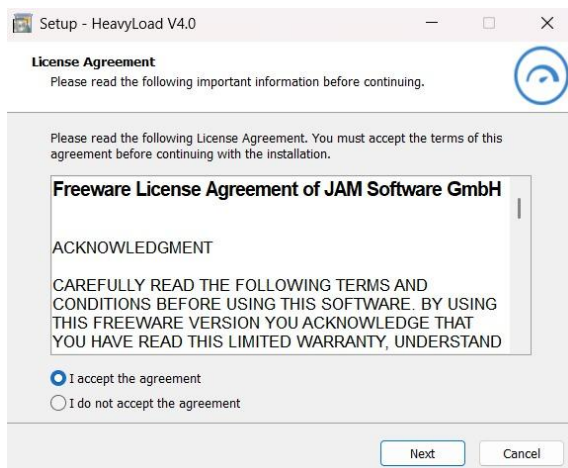 Setup - HeavyLoad V4.0
License Agreement
Please read the following important information before continuing.
Please read the following License Agreement. You must accept the terms of this
agreement before continuing with the installation.
Freeware License Agreement of JAM Software GmbH
ACKNOWLEDGMENT
CAREFULLY READ THE FOLLOWING TERMS AND
CONDITIONS BEFORE USING THIS SOFTWARE. BY USING
THIS FREEWARE VERSION YOU ACKNOWLEDGE THAT
YOU HAVE READ THIS LIMITED WARRANTY, UNDERSTAND
I accept the agreement
I do not accept the agreement
Next Cancel